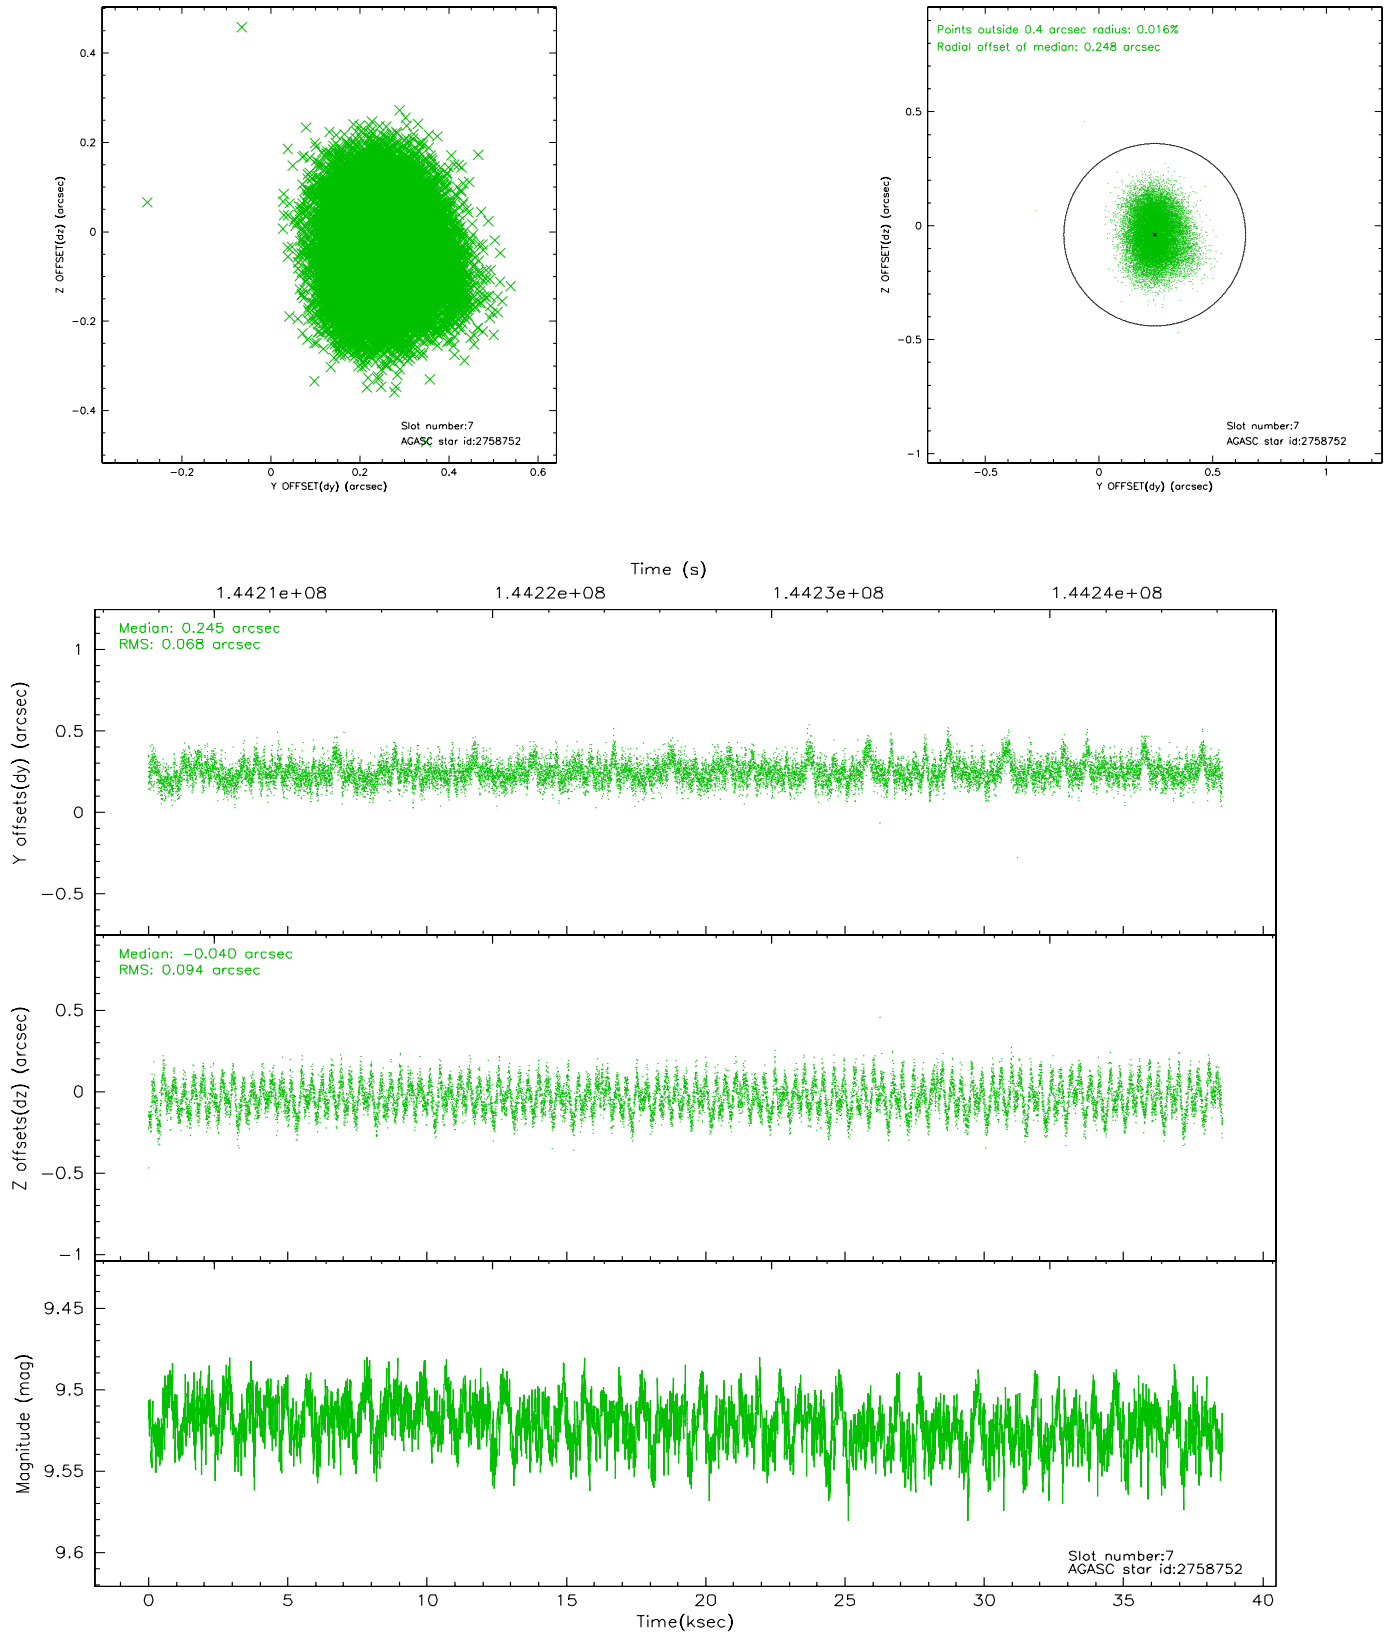 0.4
0.2
0
−0.2
−0.4
Z OFFSET(dz) (arcsec)
−0.2 0 0.2 0.4 0.6
Y OFFSET(dy) (arcsec)
Slot number:7
AGASC star id:2758752
Points outside 0.4 arcsec radius: 0.016%
Radial offset of median: 0.248 arcsec
0.5
0
−0.5
−1
Z OFFSET(dz) (arcsec)
−0.5 0 0.5 1
Y OFFSET(dy) (arcsec)
Slot number:7
AGASC star id:2758752
Time (s)
1.4421e+08 1.4422e+08 1.4423e+08 1.4424e+08
Median: 0.245 arcsec
RMS: 0.068 arcsec
1
0.5
0
−0.5
Y offsets(dy) (arcsec)
Median: −0.040 arcsec
RMS: 0.094 arcsec
0.5
0
−0.5
−1
Z offsets(dz) (arcsec)
9.45
9.5
9.55
9.6
Magnitude (mag)
Slot number:7
AGASC star id:2758752
0 5 10 15 20 25 30 35 40
Time(ksec)